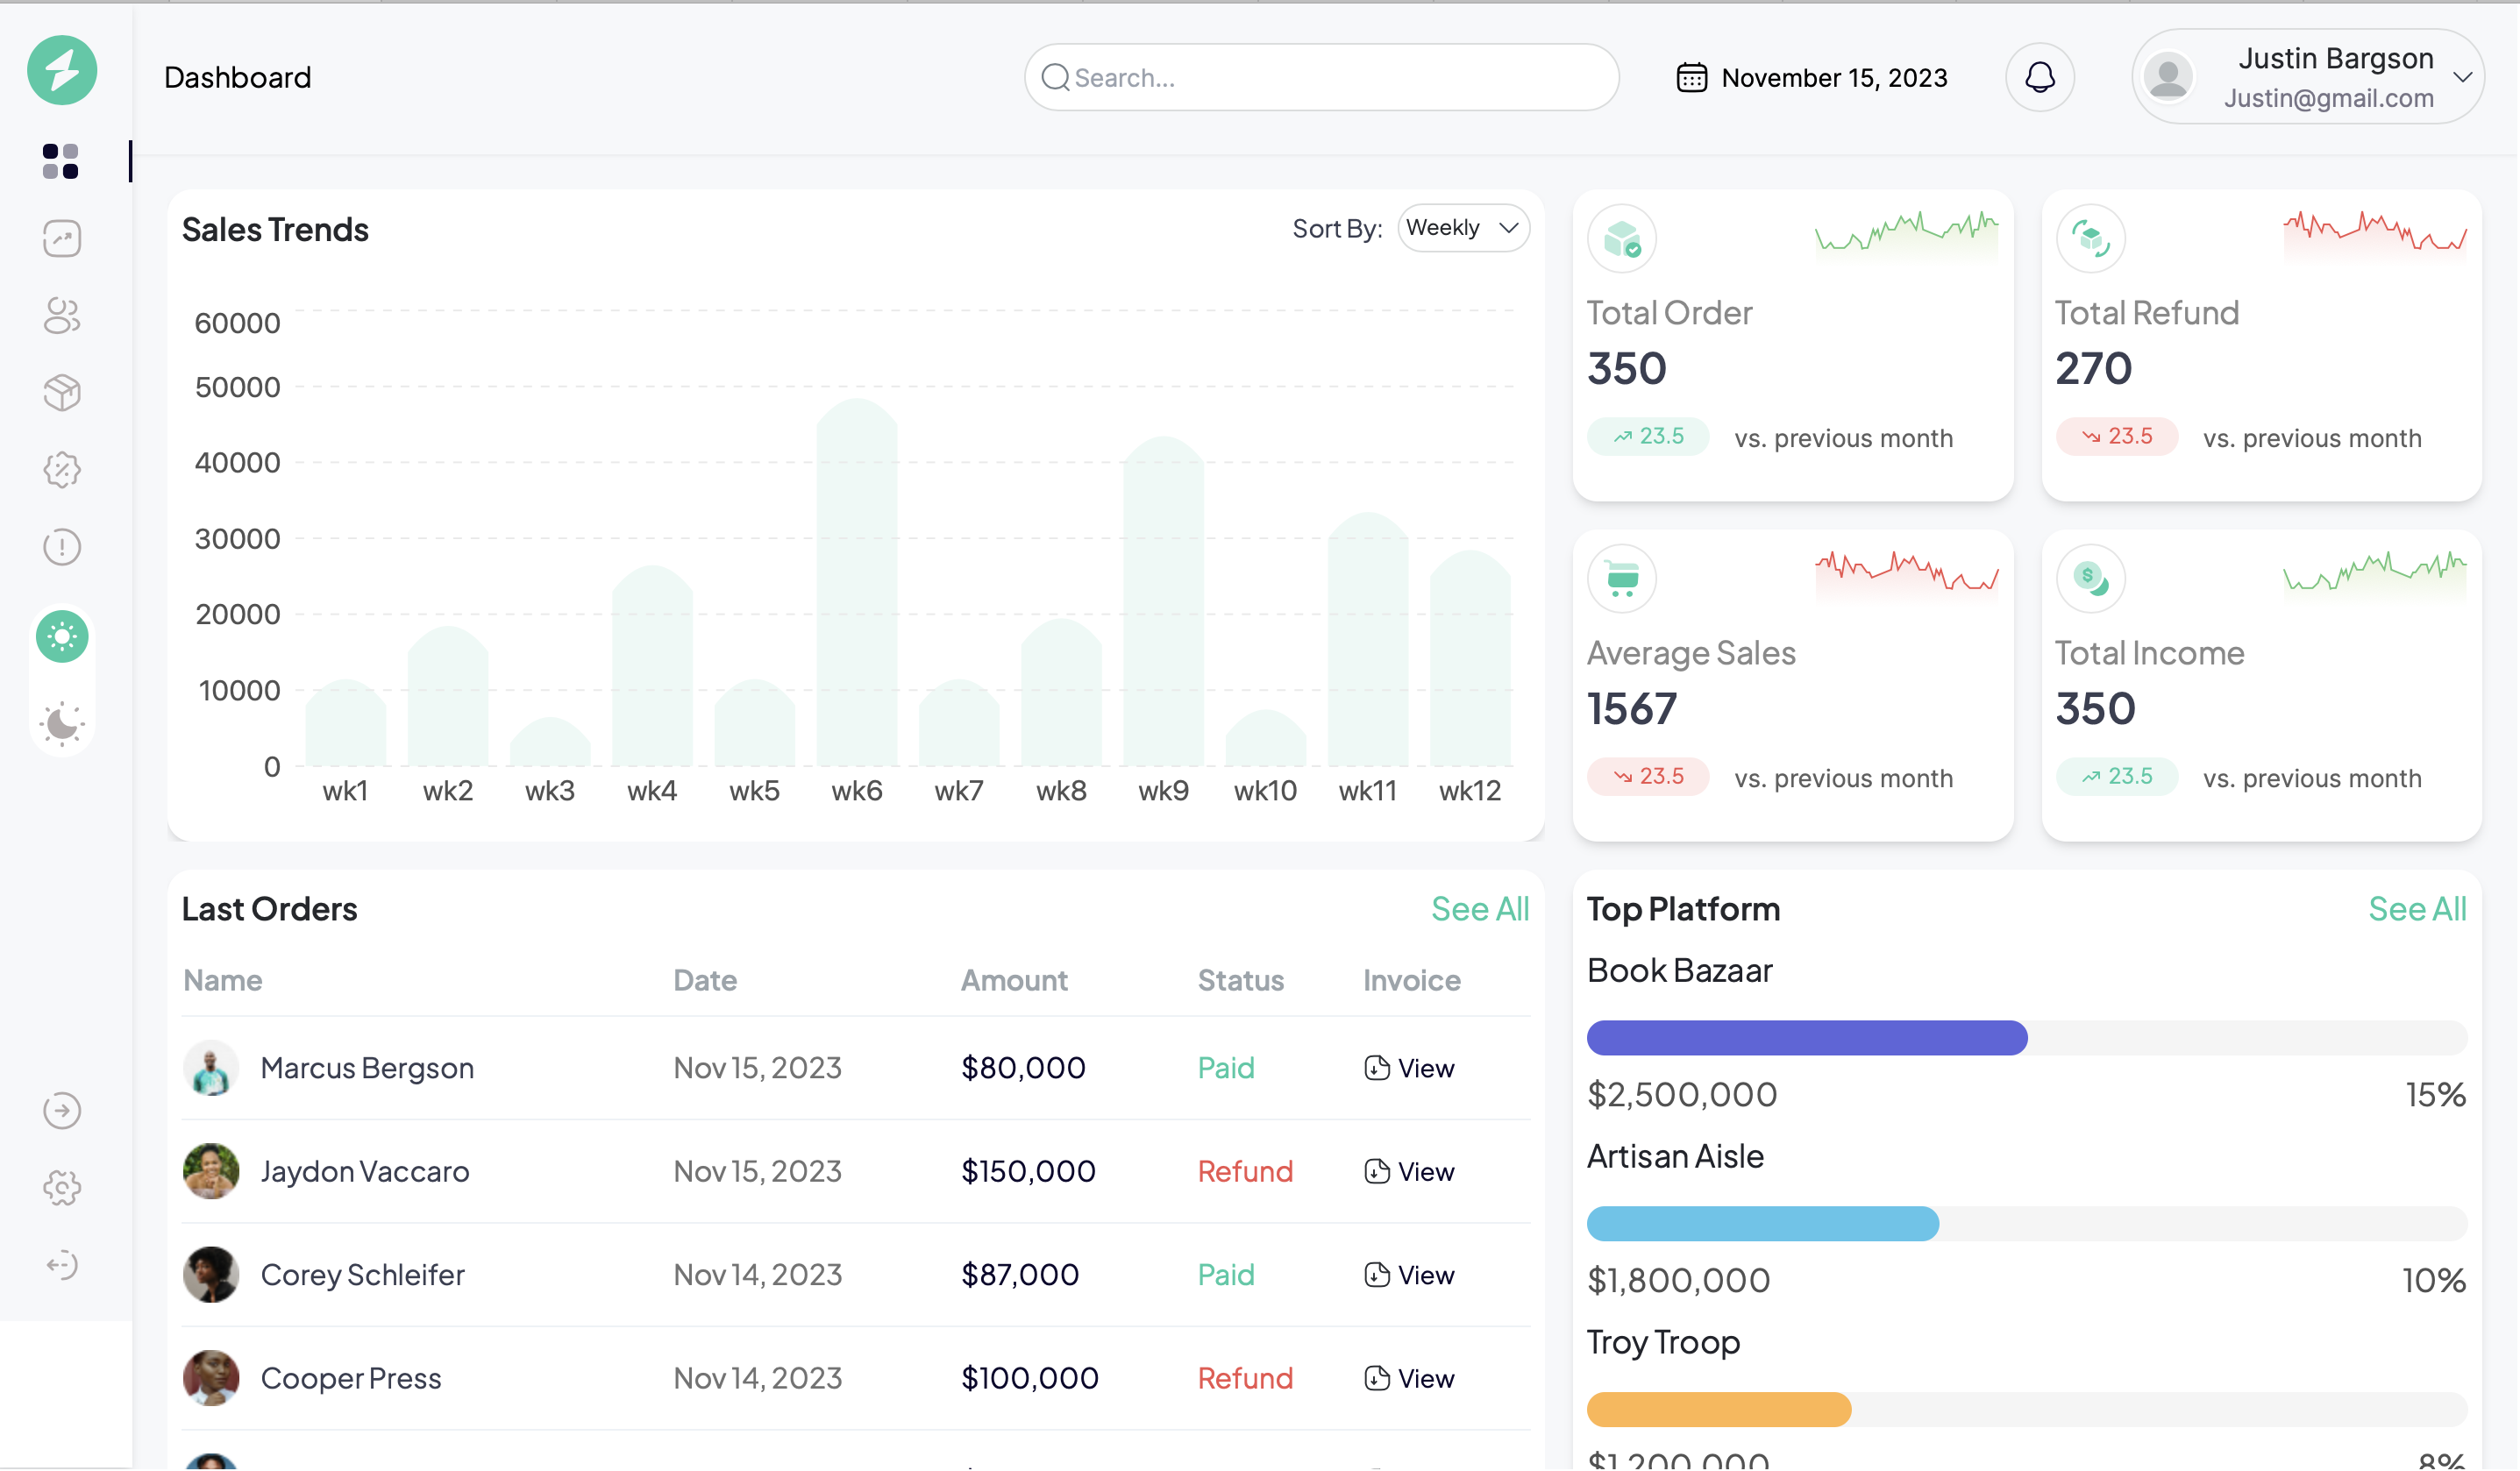 Dashboard
Search...
November 15, 2023
Justin Bargson
Justin@gmail.com
Sales Trends
Sort By:
Weekly
60000
50000
40000
30000
20000
10000
0
wk1 wk2 wk3 wk4 wk5 wk6 wk7 wk8 wk9 wk10 wk11 wk12
Total Order
350
23.5 vs. previous month
Total Refund
270
23.5 vs. previous month
Average Sales
1567
23.5 vs. previous month
Total Income
350
23.5 vs. previous month
Last Orders See All
Name Date Amount Status Invoice
Marcus Bergson Nov 15, 2023 $80,000 Paid View
Jaydon Vaccaro Nov 15, 2023 $150,000 Refund View
Corey Schleifer Nov 14, 2023 $87,000 Paid View
Cooper Press Nov 14, 2023 $100,000 Refund View
Top Platform See All
Book Bazaar
$2,500,000 15%
Artisan Aisle
$1,800,000 10%
Troy Troop
$1,200,000 8%